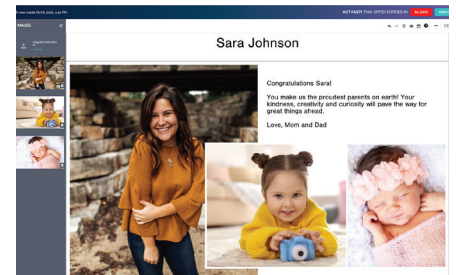 ACT FAST! THIS OFFER EXPIRES IN
IMAGES
Sara Johnson
Congratulations Sara!
You make us the proudest parents on earth! Your
kindness, creativity and curiosity will pave the way for
great things ahead.
Love, Mom and Dad